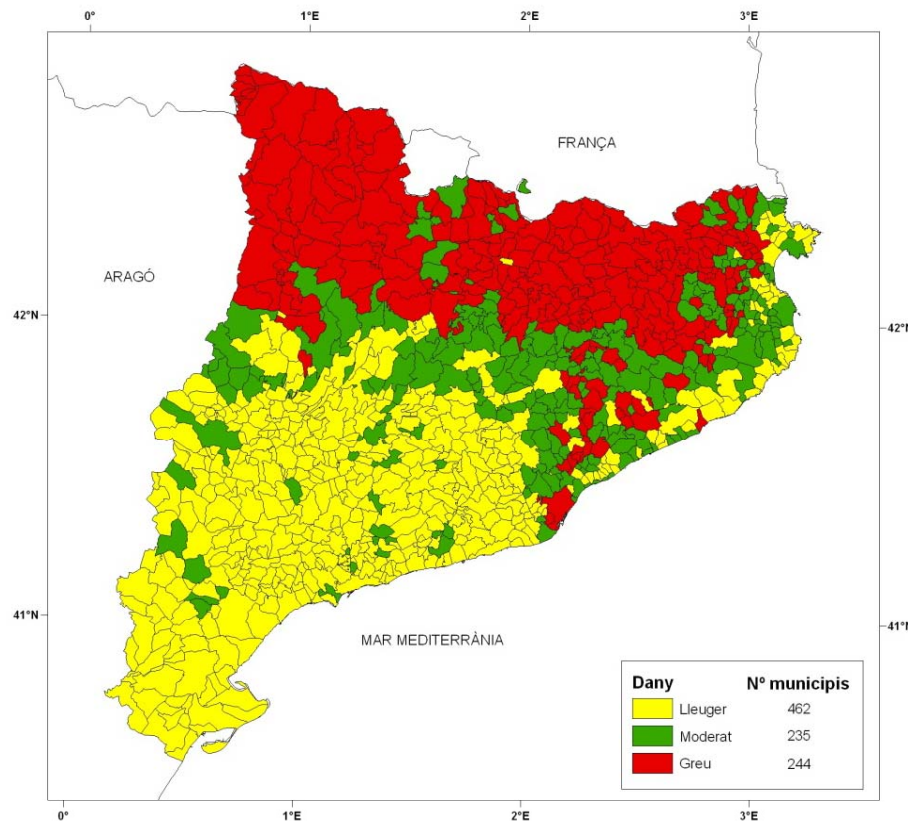 0° 1°E 2°E 3°E
FRANÇA
ARAGÓ
42°N 42°N
41°N 41°N
MAR MEDITERRÀNIA
Dany Nº municipis
Lleuger 462
Moderat 235
Greu 244
0° 1°E 2°E 3°E